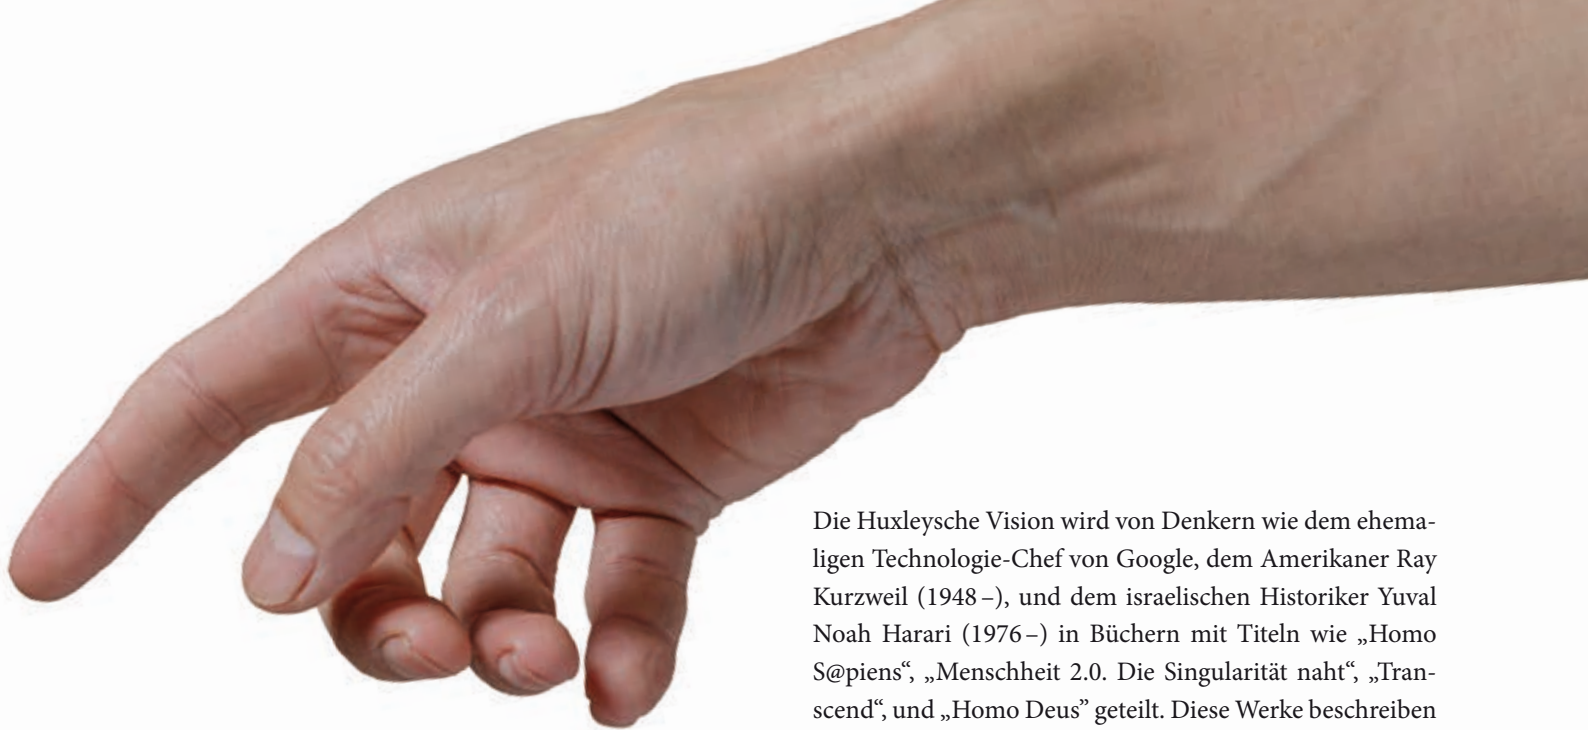 Die Huxleysche Vision wird von Denkern wie dem ehema-
ligen Technologie-Chef von Google, dem Amerikaner Ray
Kurzweil (1948 –), und dem israelischen Historiker Yuval
Noah Harari (1976 –) in Büchern mit Titeln wie „Homo
S@piens“, „Menschheit 2.0. Die Singularität naht“, „Tran-
scend“, und „Homo Deus” geteilt. Diese Werke beschreiben